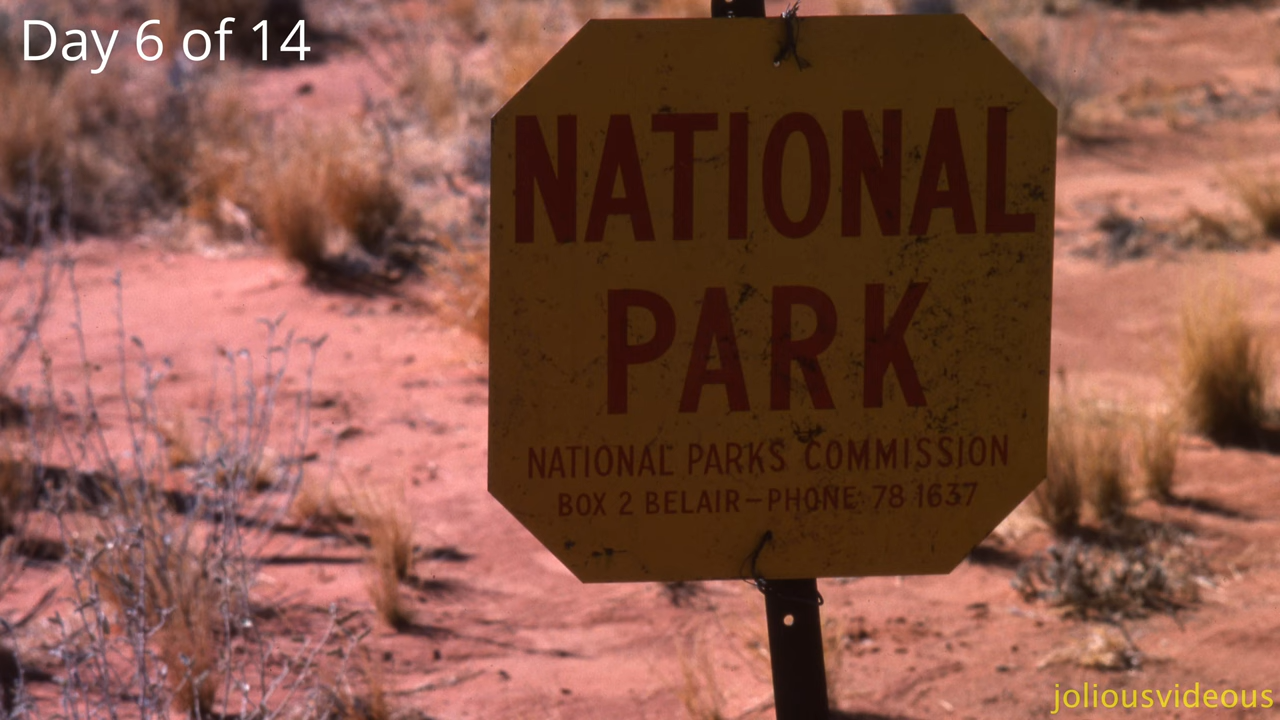 Day 6 of 14
NATIONAL
PARK
NATIONAL PARKS COMMISSION
BOX 2 BELAIR-PHONE 78 1637
joliousvideous